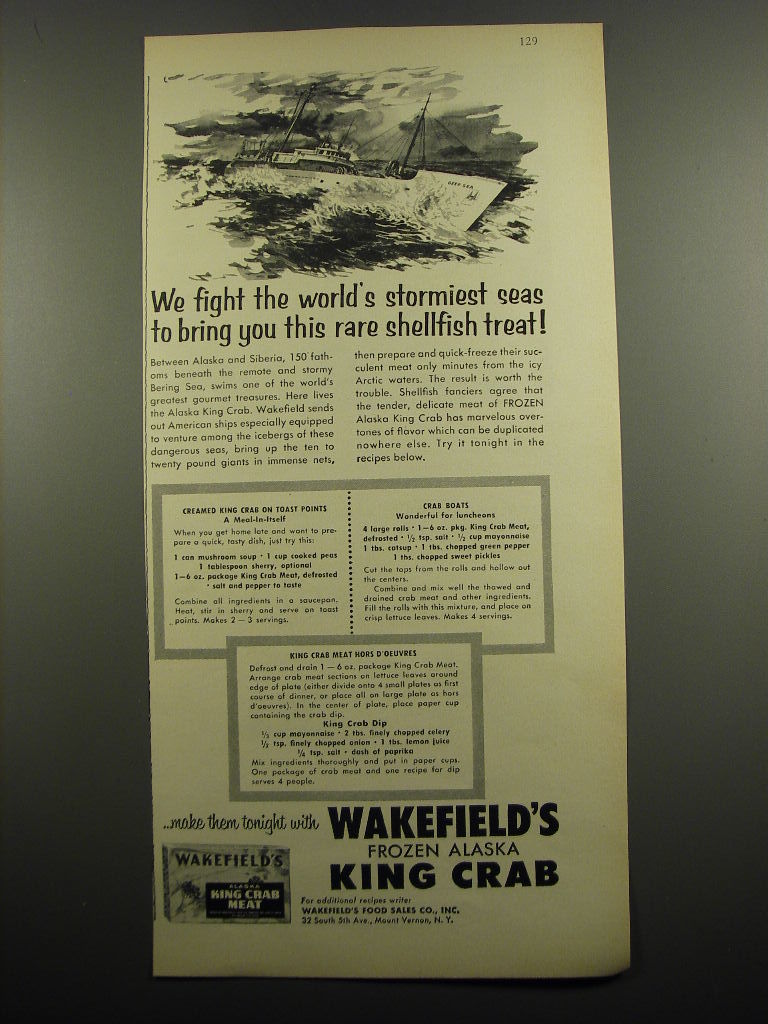 129
DEEP SEA
We fight the world's stormiest seas
to bring you this rare shellfish treat!
Between Alaska and Siberia, 150 fath-
oms beneath the remote and stormy
Bering Sea, swims one of the world's
greatest gourmet treasures. Here lives
the Alaska King Crab. Wakefield sends
out American ships especially equipped
to venture among the icebergs of these
dangerous seas, bring up the ten to
twenty pound giants in immense nets,
then prepare and quick-freeze their suc-
culent meat only minutes from the icy
Arctic waters. The result is worth the
trouble. Shellfish fanciers agree that
the tender, delicate meat of FROZEN
Alaska King Crab has marvelous over-
tones of flavor which can be duplicated
nowhere else. Try it tonight in the
recipes below.
CREAMED KING CRAB ON TOAST POINTS
A Meal-In-Itself
When you get home late and want to pre-
pare a quick, tasty dish, just try this:
1 can mushroom soup • 1 cup cooked peas
1 tablespoon sherry, optional
1—6 oz. package King Crab Meat, defrosted
• salt and pepper to taste
Combine all ingredients in a saucepan.
Heat, stir in sherry and serve on toast
points. Makes 2 — 3 servings.
CRAB BOATS
Wonderful for luncheons
4 large rolls • 1—6 oz. pkg. King Crab Meat,
defrosted • ½ tsp. salt • ½ cup mayonnaise
1 tbs. catsup • 1 tbs. chopped green pepper
1 tbs. chopped sweet pickles
Cut the tops from the rolls and hollow out
the centers.
Combine and mix well the thawed and
drained crab meat and other ingredients.
Fill the rolls with this mixture, and place on
crisp lettuce leaves. Makes 4 servings.
KING CRAB MEAT HORS D'OEUVRES
Defrost and drain 1 — 6 oz. package King Crab Meat.
Arrange crab meat sections on lettuce leaves around
edge of plate (either divide onto 4 small plates as first
course of dinner, or place all on large plate as hors
d'oeuvres). In the center of plate, place paper cup
containing the crab dip.
King Crab Dip
⅓ cup mayonnaise • 2 tbs. finely chopped celery
½ tsp. finely chopped onion • 1 tbs. lemon juice
¼ tsp. salt • dash of paprika
Mix ingredients thoroughly and put in paper cups.
One package of crab meat and one recipe for dip
serves 4 people.
...make them tonight with WAKEFIELD'S
FROZEN ALASKA
KING CRAB
WAKEFIELD'S
ALASKA
KING CRAB
MEAT
For additional recipes write:
WAKEFIELD'S FOOD SALES CO., INC.
32 South 5th Ave., Mount Vernon, N. Y.